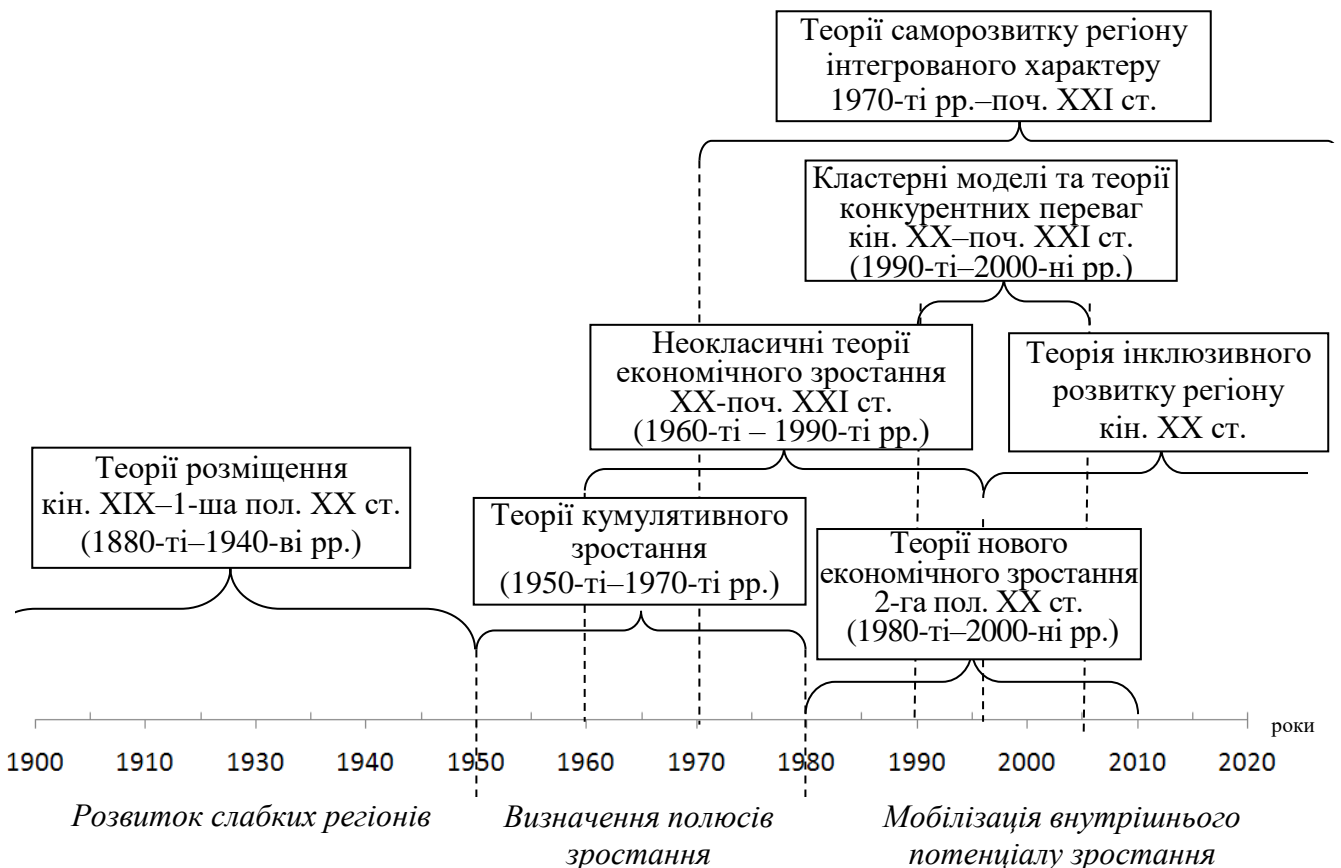 Теорії саморозвитку регіону
інтегрованого характеру
1970-ті рр.–поч. XXI ст.
Кластерні моделі та теорії
конкурентних переваг
кін. XX–поч. XXI ст.
(1990-ті–2000-ні рр.)
Неокласичні теорії
економічного зростання
XX-поч. XXI ст.
(1960-ті – 1990-ті рр.)
Теорія інклюзивного
розвитку регіону
кін. XX ст.
Теорії розміщення
кін. XIX–1-ша пол. XX ст.
(1880-ті–1940-ві рр.)
Теорії кумулятивного
зростання
(1950-ті–1970-ті рр.)
Теорії нового
економічного зростання
2-га пол. XX ст.
(1980-ті–2000-ні рр.)
роки
1900 1910 1930 1940 1950 1960 1970 1980 1990 2000 2010 2020
Розвиток слабких регіонів
Визначення полюсів
зростання
Мобілізація внутрішнього
потенціалу зростання